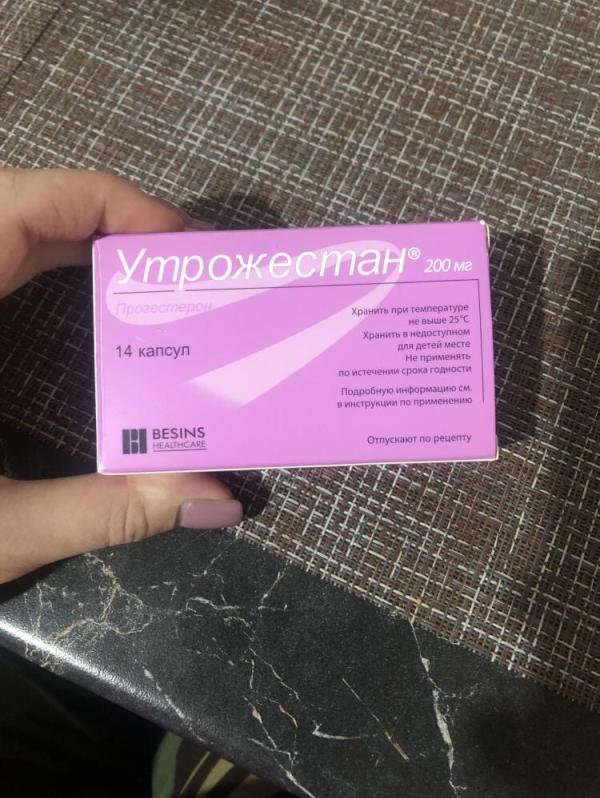 Утрожестан® 200 мг
Прогестерон
14 капсул
Хранить при температуре
не выше 25°C
Хранить в недоступном
для детей месте
Не применять
по истечении срока годности
Подробную информацию см.
в инструкции по применению
BESINS
HEALTHCARE
Отпускают по рецепту